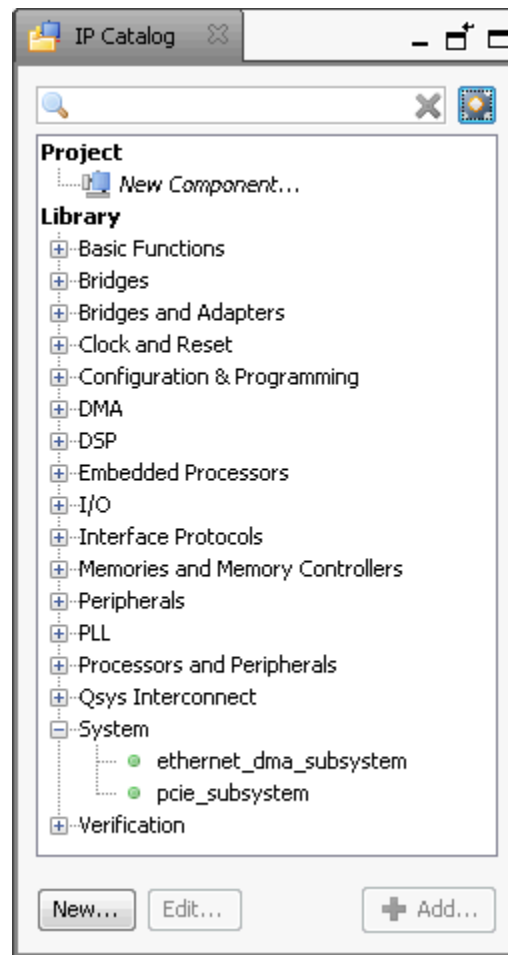 IP Catalog
Project
New Component...
Library
Basic Functions
Bridges
Bridges and Adapters
Clock and Reset
Configuration & Programming
DMA
DSP
Embedded Processors
I/O
Interface Protocols
Memories and Memory Controllers
Peripherals
PLL
Processors and Peripherals
Qsys Interconnect
System
ethernet_dma_subsystem
pcie_subsystem
Verification
New... Edit... Add...